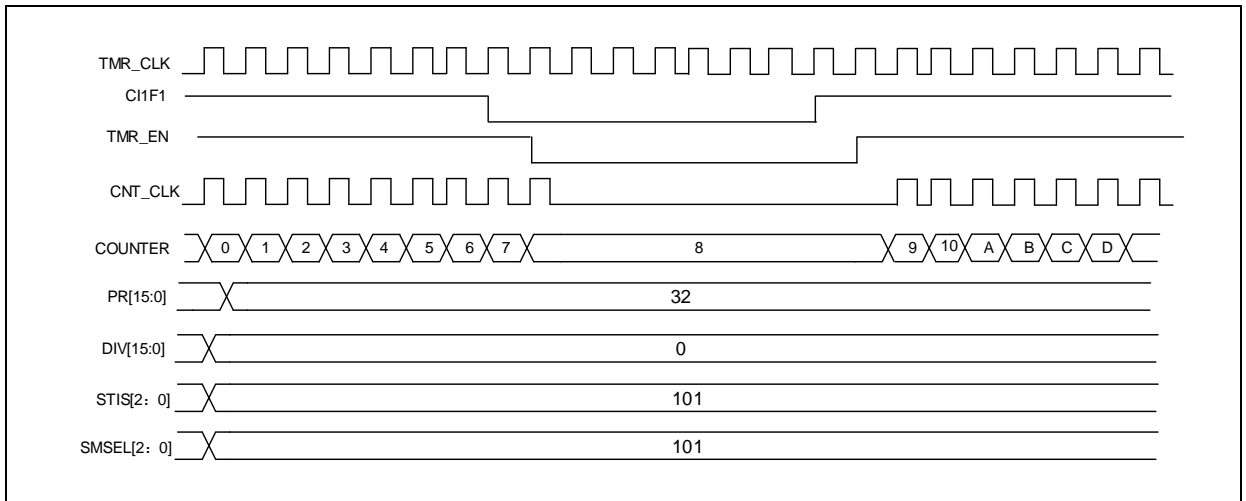 TMR_CLK
CI1F1
TMR_EN
CNT_CLK
COUNTER 0 1 2 3 4 5 6 7 8 9 10 A B C D
PR[15:0] 32
DIV[15:0] 0
STIS[2：0] 101
SMSEL[2：0] 101